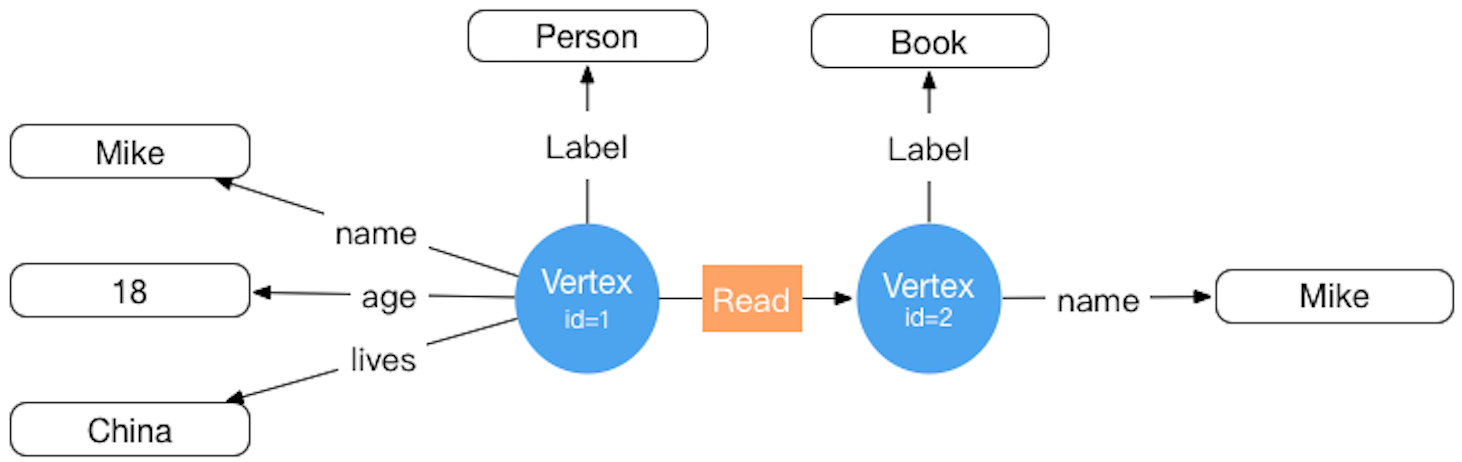 Person
Book
Mike
Label
Label
name
18
age
Vertex
id=1
Read
Vertex
id=2
name
Mike
lives
China